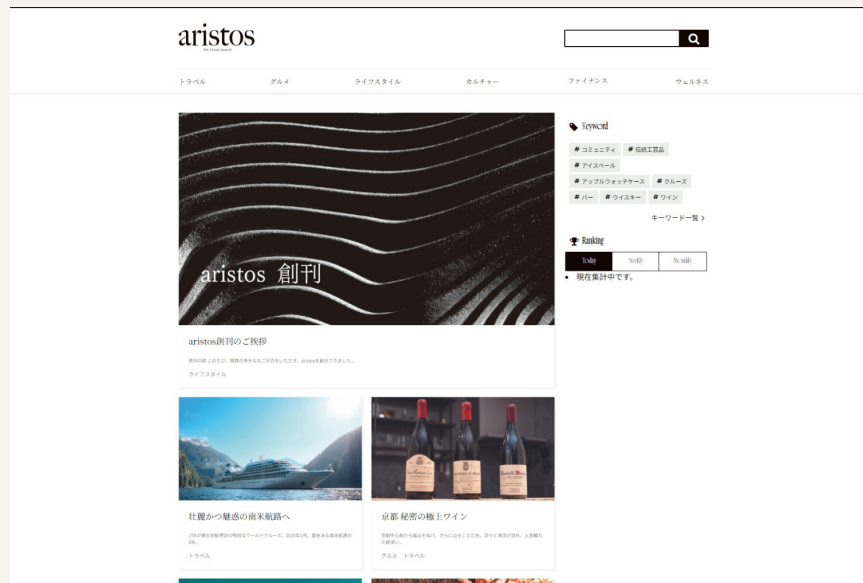 aristos
トラベル
グルメ
ライフスタイル
カルチャー
ファイナンス
ウェルネス
aristos 創刊
aristos創刊のご挨拶
ライフスタイル
壮麗かつ魅惑の南米航路へ
トラベル
京都 秘密の極上ワイン
グルメ トラベル
Keyword
# コミュニティ # 伝統工芸品
# アイスペール
# アップルウォッチケース # クルーズ
# バー # ウイスキー # ワイン
キーワード一覧
Ranking
Today Weekly Monthly
現在集計中です。